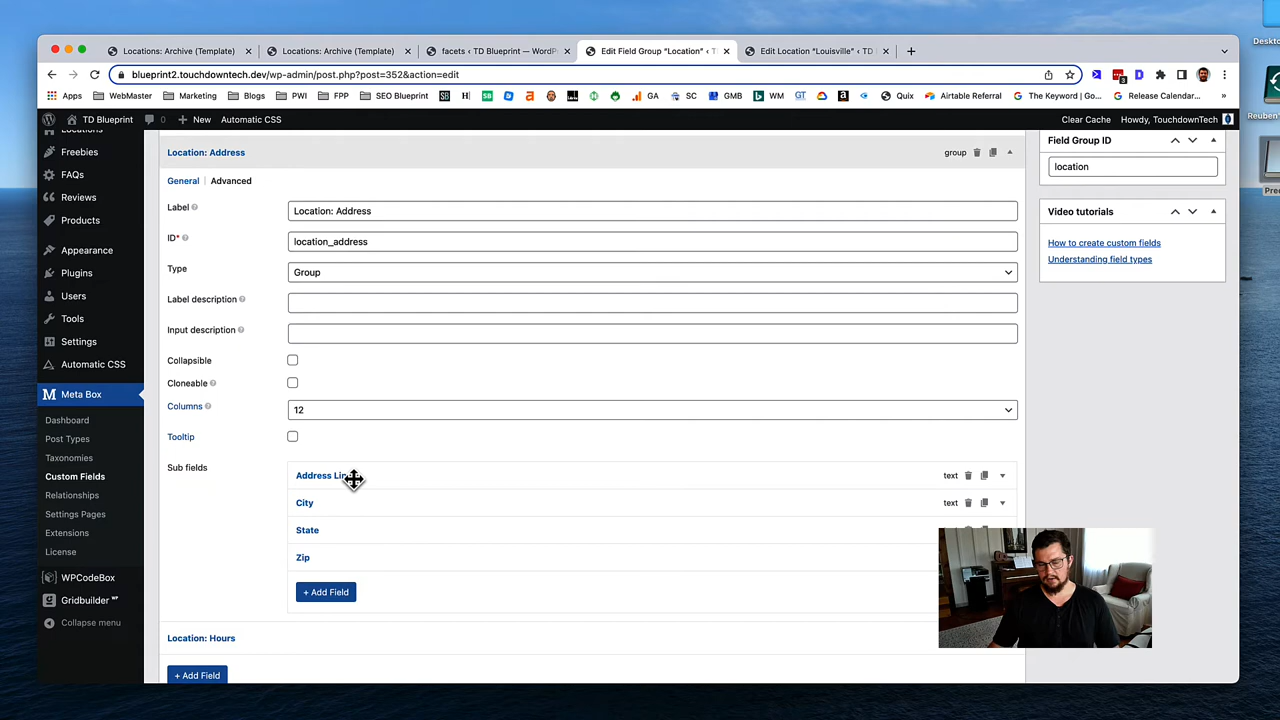 Locations: Archive (Template)
Locations: Archive (Template)
facets ‹ TD Blueprint — WordP
Edit Field Group "Location" ‹ T
Edit Location "Louisville" ‹ TD
blueprint2.touchdowntech.dev/wp-admin/post.php?post=352&action=edit
Apps WebMaster Marketing Blogs PWI FPP SEO Blueprint GA SC GMB WM Quix Airtable Referral The Keyword | Go... Release Calendar... »
TD Blueprint 0 + New Automatic CSS Clear Cache Howdy, TouchdownTech
Desktop
Locations
Freebies
FAQs
Reviews
Products
Appearance
Plugins
Users
Tools
Settings
Automatic CSS
Meta Box
Dashboard
Post Types
Taxonomies
Custom Fields
Relationships
Settings Pages
Extensions
License
WPCodeBox
Gridbuilder WP
Collapse menu
Location: Address group
General | Advanced
Label Location: Address
ID* location_address
Type Group
Label description
Input description
Collapsible
Cloneable
Columns 12
Tooltip
Sub fields
Address Lin text
City text
State
Zip
+ Add Field
Location: Hours
+ Add Field
Field Group ID
location
Video tutorials
How to create custom fields
Understanding field types
Reuben'